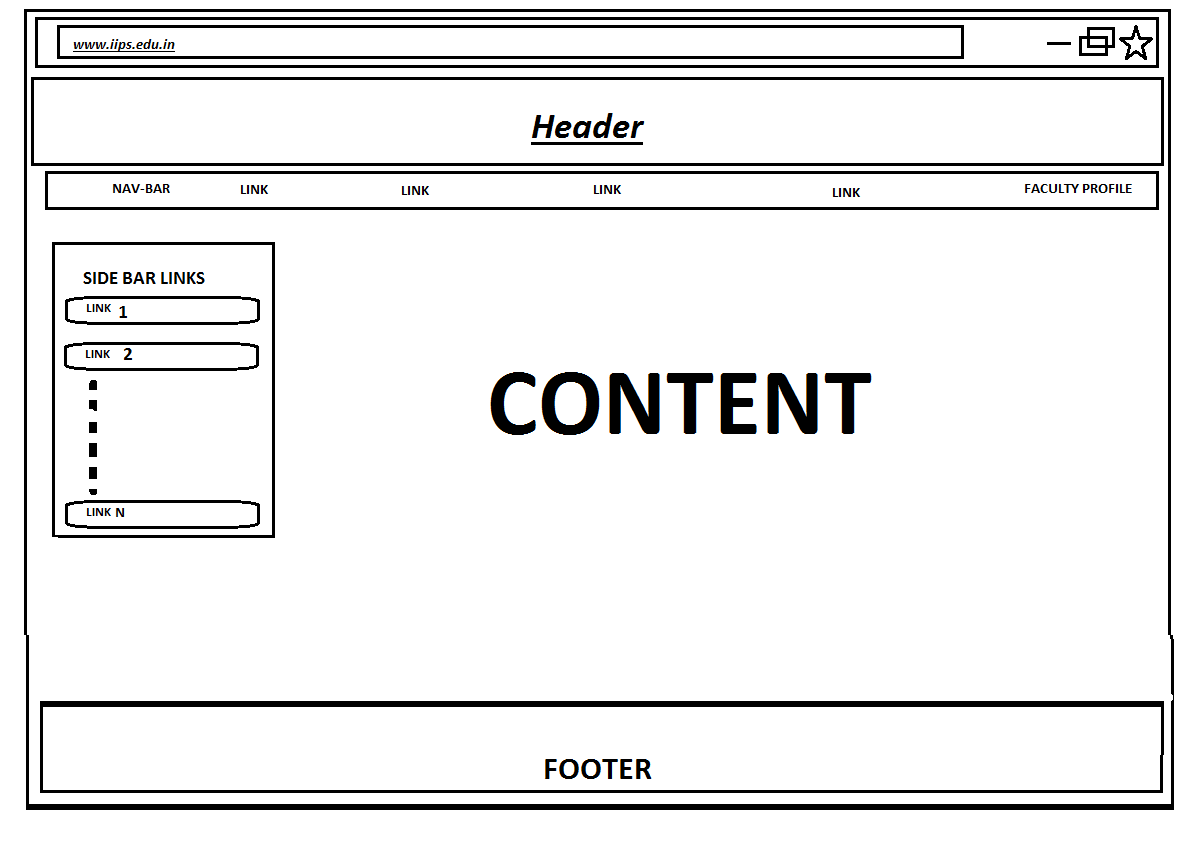 www.iips.edu.in
Header
NAV-BAR LINK LINK LINK LINK FACULTY PROFILE
SIDE BAR LINKS
LINK 1
LINK 2
CONTENT
LINK N
FOOTER